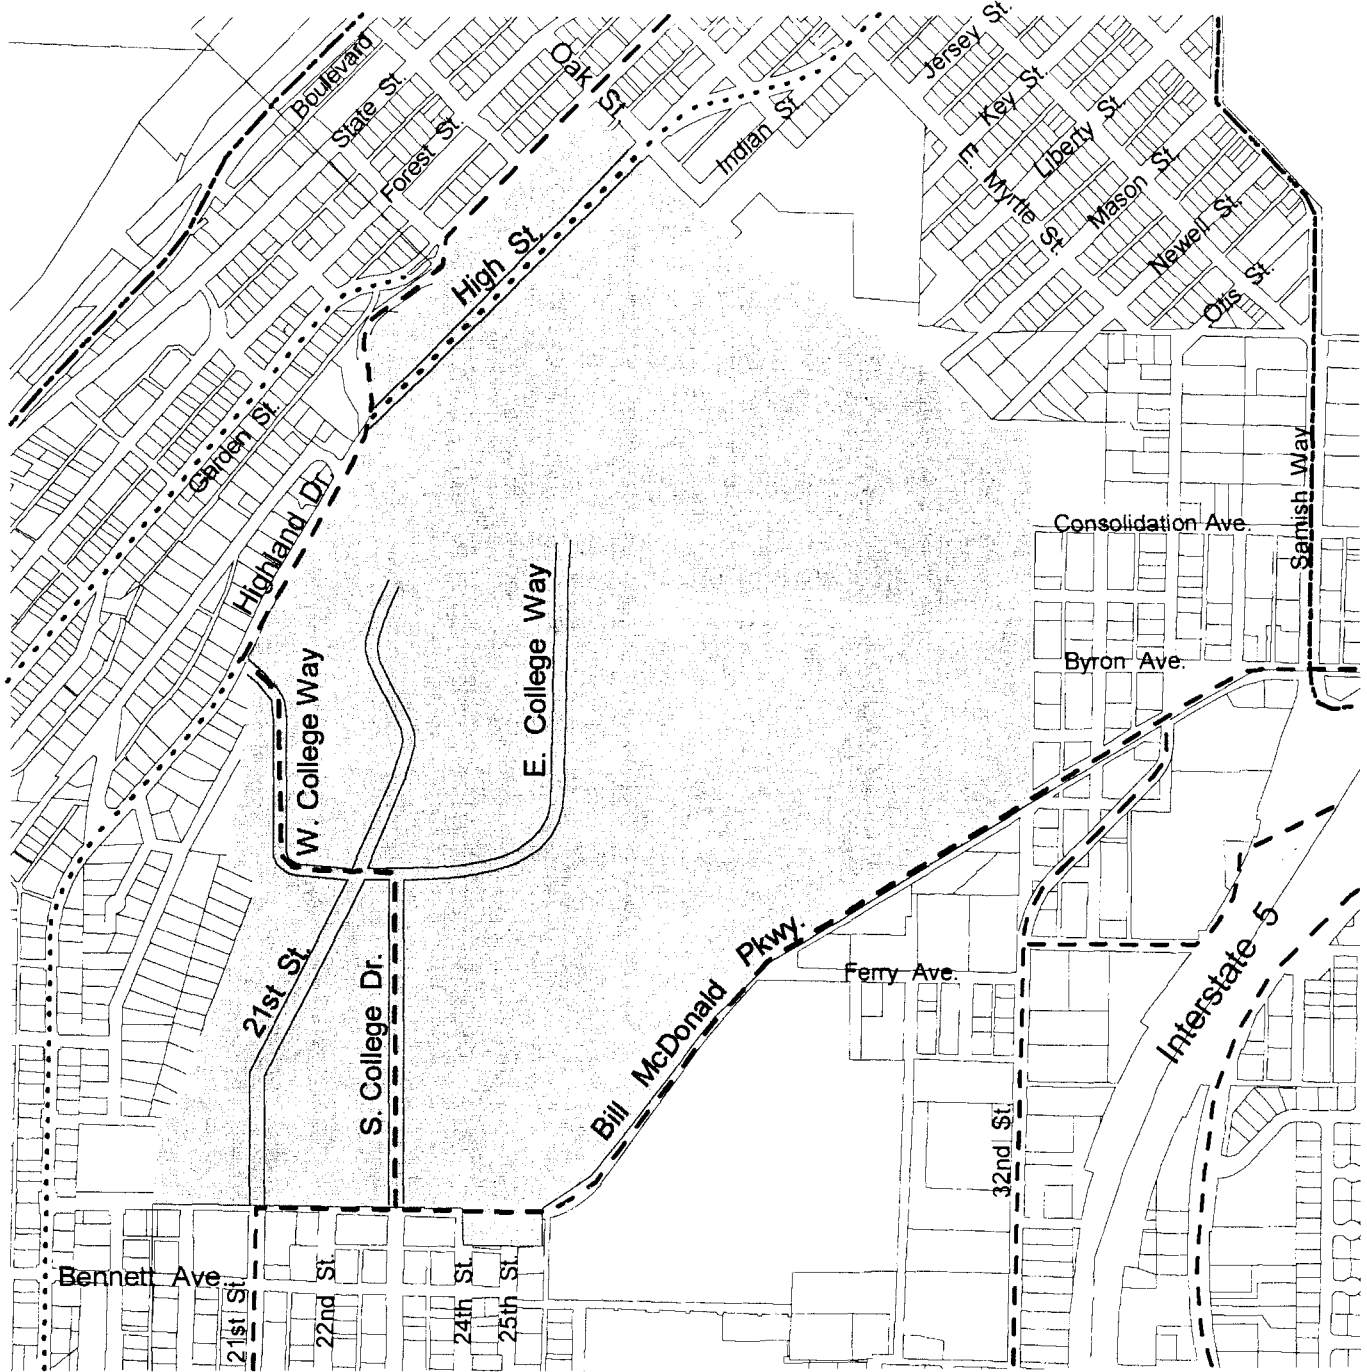 Boulevard
State St.
Forest St.
Oak St.
Indian St.
Jersey St.
Key St.
Liberty St.
E. Myrtle St.
Mason St.
Newell St.
Otis St.
High St.
Garden St.
Highland Dr.
Samish Way
Consolidation Ave.
Byron Ave.
W. College Way
E. College Way
21st St.
S. College Dr.
Bill McDonald Pkwy.
Ferry Ave.
Interstate 5
32nd St.
Bennett Ave
21st St.
22nd St.
24th St.
25th St.